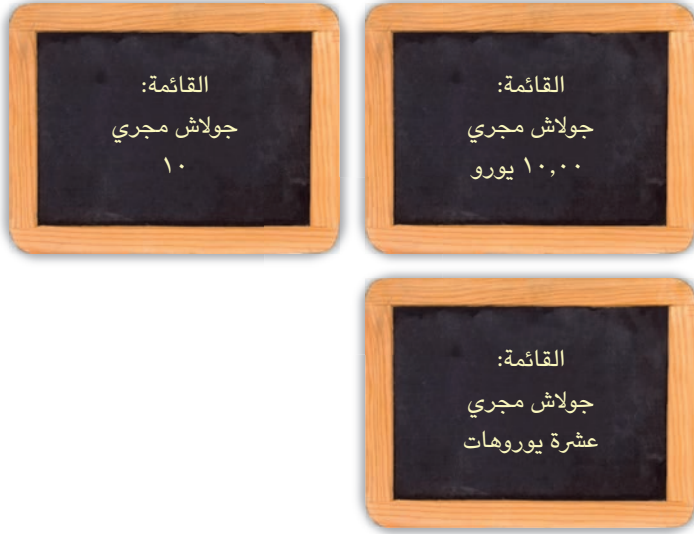 القائمة:
جولاش مجري
١٠,٠٠ يورو
القائمة:
جولاش مجري
١٠
القائمة:
جولاش مجري
عشرة يوروهات